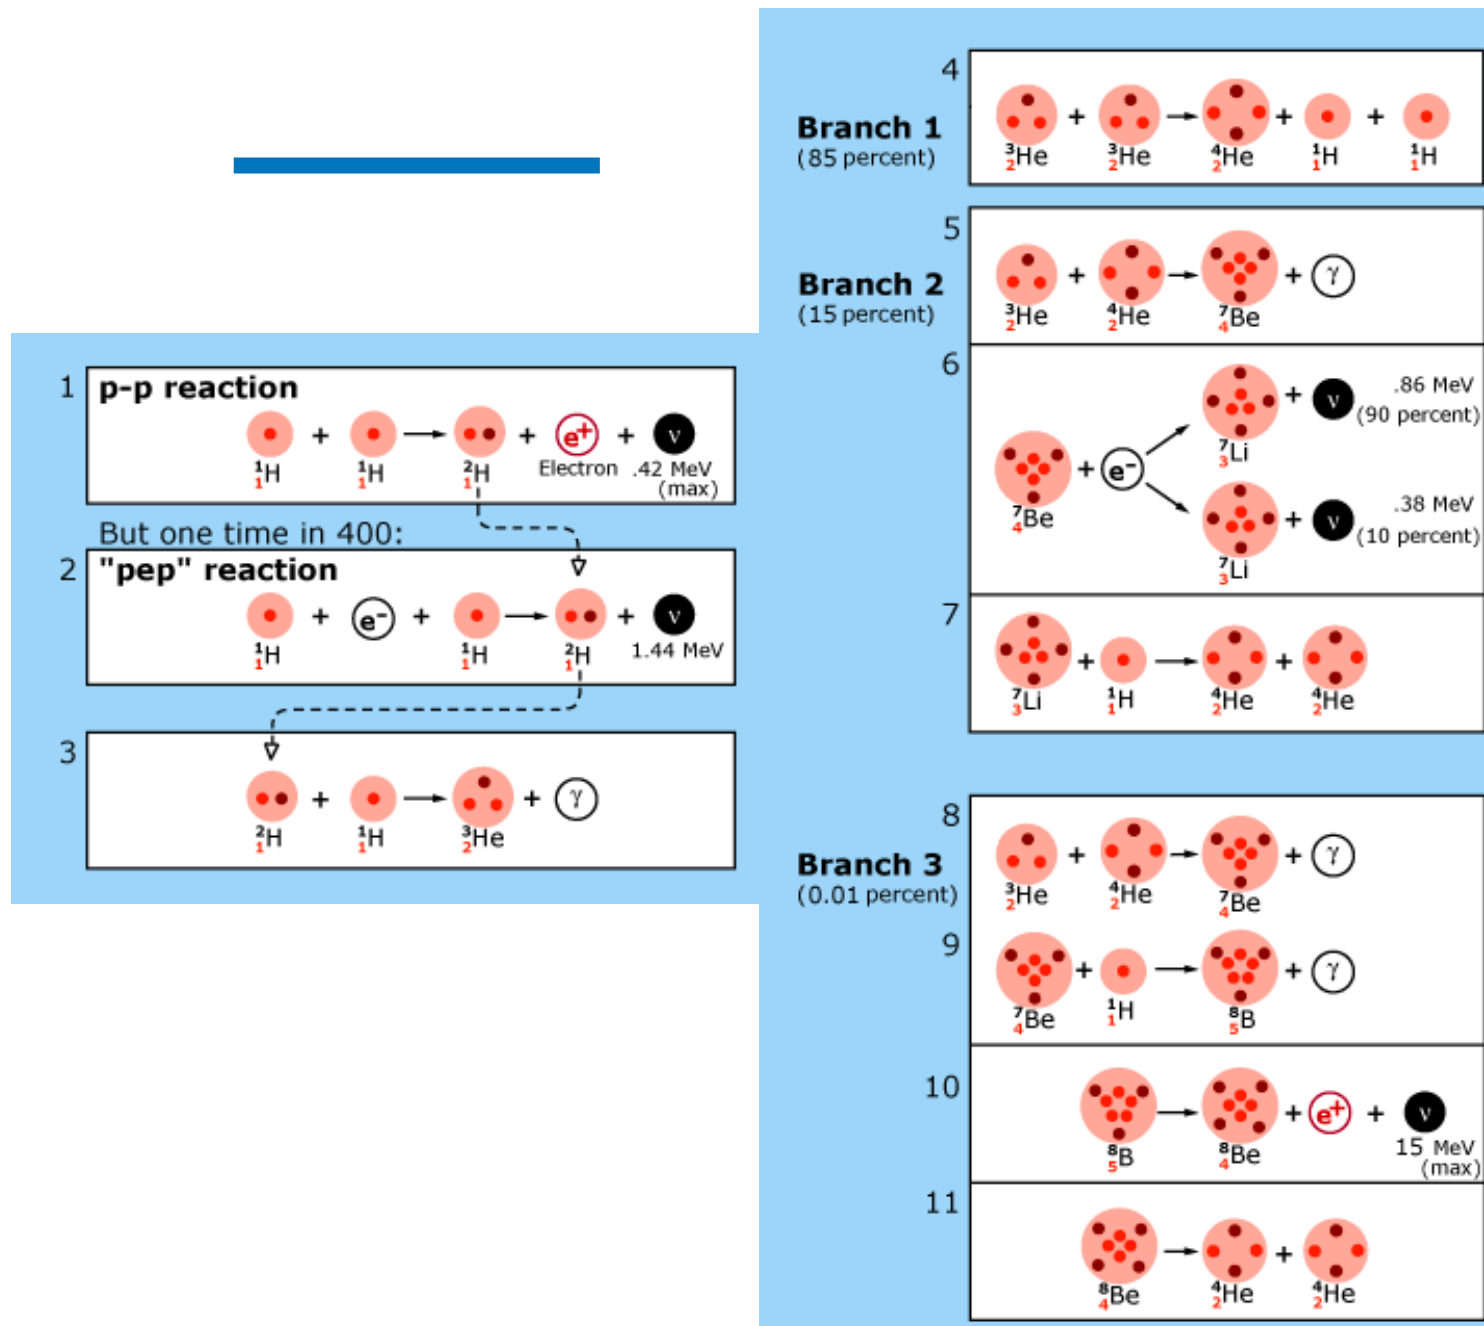 1 p-p reaction
+ + → + e⁺ + ν
¹₁H ¹₁H ²₁H Electron .42 MeV
(max)
But one time in 400:
2 "pep" reaction
+ e⁻ + → + ν
¹₁H ¹₁H ²₁H 1.44 MeV
3
+ → + γ
²₁H ¹₁H ³₂He
4
Branch 1
(85 percent)
+ → + +
³₂He ³₂He ⁴₂He ¹₁H ¹₁H
5
Branch 2
(15 percent)
+ → + γ
³₂He ⁴₂He ⁷₄Be
6
+ ν .86 MeV
(90 percent)
⁷₃Li
+ e⁻
⁷₄Be
+ ν .38 MeV
(10 percent)
⁷₃Li
7
+ → +
⁷₃Li ¹₁H ⁴₂He ⁴₂He
8
Branch 3
(0.01 percent)
+ → + γ
³₂He ⁴₂He ⁷₄Be
9
+ → + γ
⁷₄Be ¹₁H ⁸₅B
10
→ + e⁺ + ν
⁸₅B ⁸₄Be 15 MeV
(max)
11
→ +
⁸₄Be ⁴₂He ⁴₂He